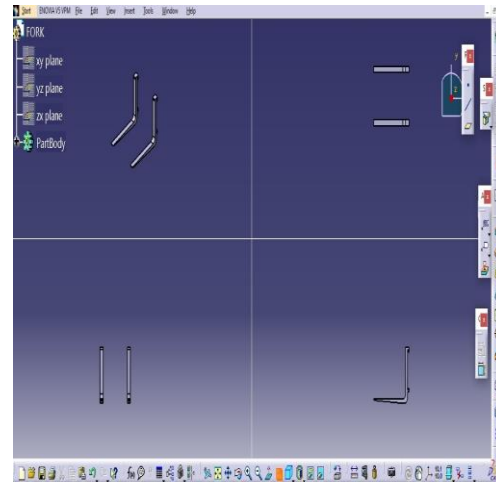 Start ENOVIA V5 VPM File Edit View Insert Tools Window Help
FORK
xy plane
yz plane
zx plane
PartBody
y
z